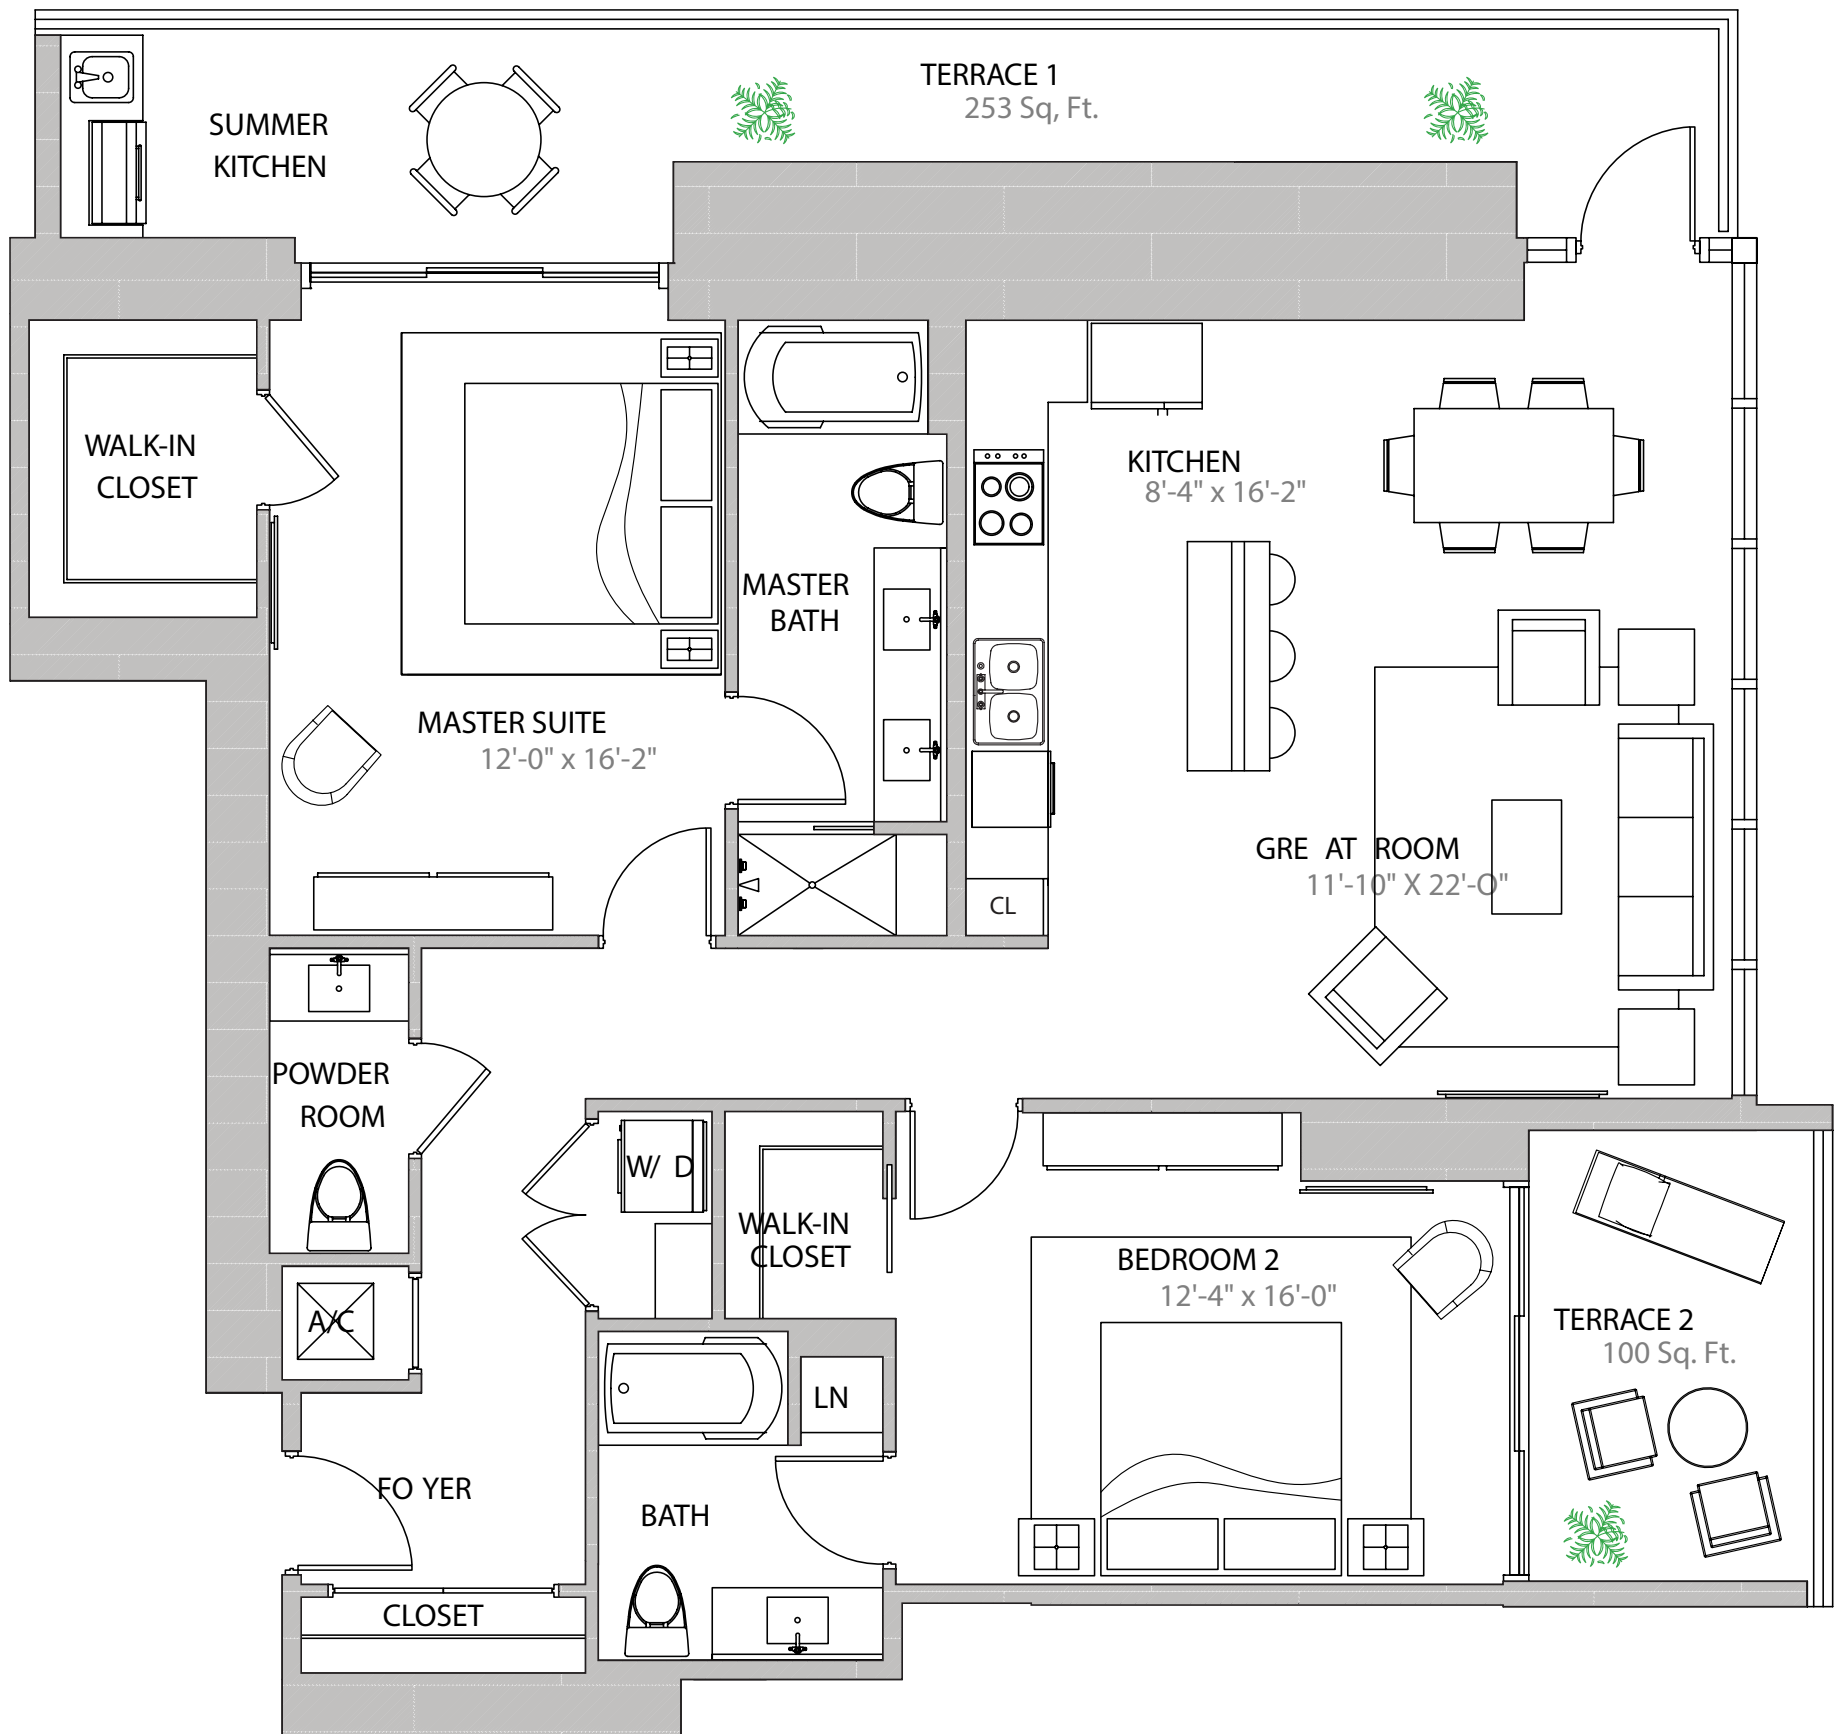 TERRACE 1
253 Sq, Ft.
SUMMER
KITCHEN
WALK-IN
CLOSET
KITCHEN
8'-4" x 16'-2"
MASTER
BATH
MASTER SUITE
12'-0" x 16'-2"
GRE AT ROOM
11'-10" X 22'-O"
CL
POWDER
ROOM
W/ D
WALK-IN
CLOSET
BEDROOM 2
12'-4" x 16'-0"
A/C
TERRACE 2
100 Sq. Ft.
LN
FO YER
BATH
CLOSET